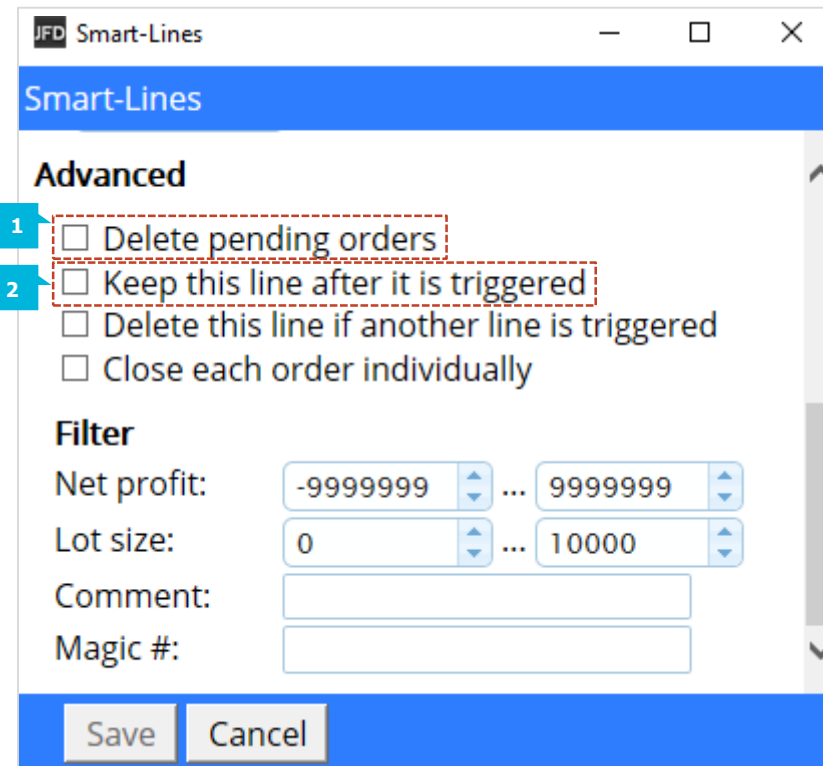 JFD Smart-Lines
Smart-Lines
Advanced
1
Delete pending orders
2
Keep this line after it is triggered
Delete this line if another line is triggered
Close each order individually
Filter
Net profit: -9999999 ... 9999999
Lot size: 0 ... 10000
Comment:
Magic #:
Save Cancel